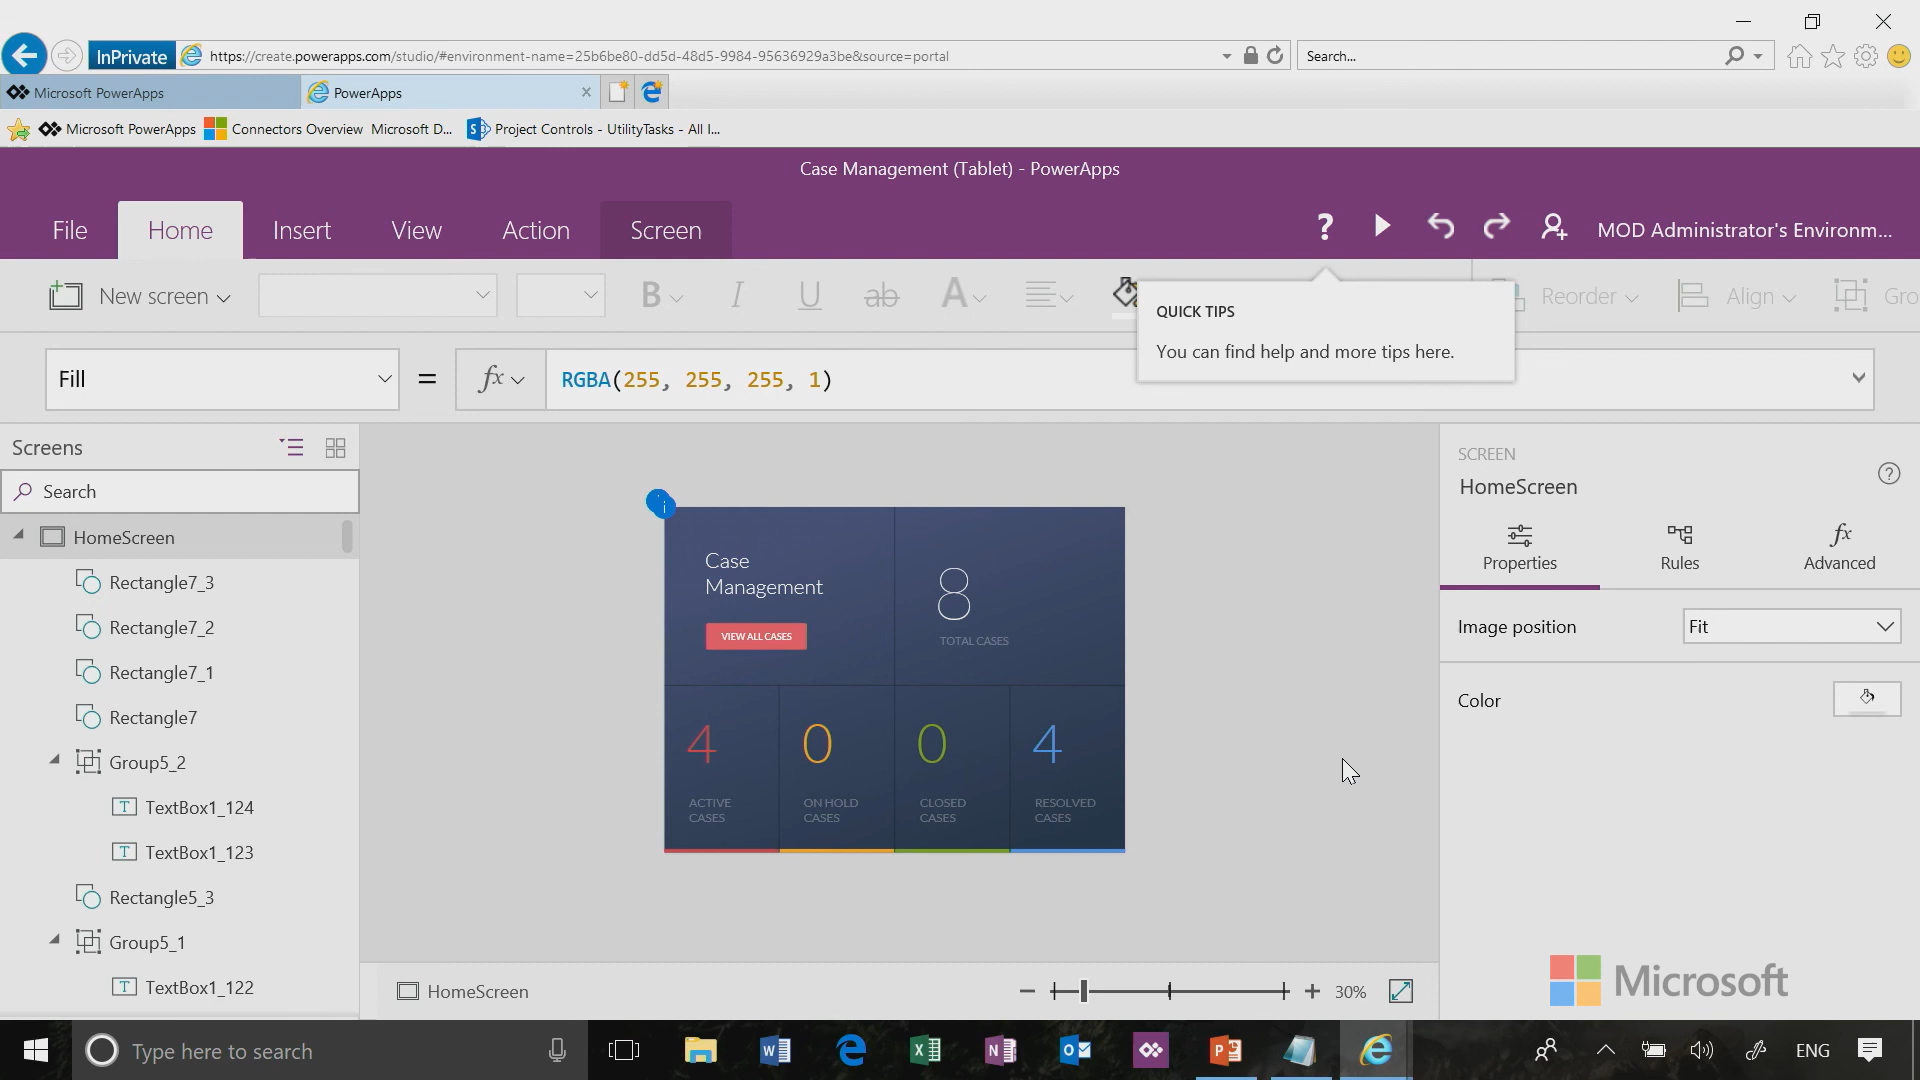 InPrivate
https://create.powerapps.com/studio/#environment-name=25b6be80-dd5d-48d5-9984-95636929a3be&source=portal
Search...
Microsoft PowerApps
PowerApps
Microsoft PowerApps
Connectors Overview Microsoft D...
Project Controls - UtilityTasks - All I...
Case Management (Tablet) - PowerApps
File
Home
Insert
View
Action
Screen
?
MOD Administrator's Environm...
New screen
B
I
U
ab
A
Reorder
Align
Gro
QUICK TIPS
You can find help and more tips here.
Fill
=
fx
RGBA(255, 255, 255, 1)
Screens
Search
HomeScreen
Rectangle7_3
Rectangle7_2
Rectangle7_1
Rectangle7
Group5_2
TextBox1_124
TextBox1_123
Rectangle5_3
Group5_1
TextBox1_122
i
Case
Management
VIEW ALL CASES
8
TOTAL CASES
4
ACTIVE
CASES
0
ON HOLD
CASES
0
CLOSED
CASES
4
RESOLVED
CASES
HomeScreen
30%
SCREEN
HomeScreen
?
Properties
Rules
fx
Advanced
Image position
Fit
Color
Microsoft
Type here to search
ENG